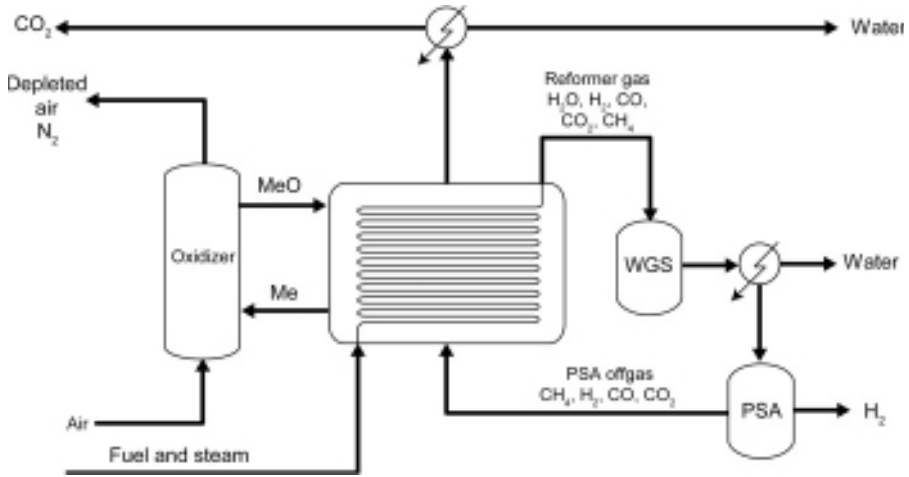 CO2
Water
Depleted
air
N2
Reformer gas
H2O, H2, CO,
CO2, CH4
MeO
Oxidizer
Me
WGS
Water
PSA offgas
CH4, H2, CO, CO2
PSA
H2
Air
Fuel and steam